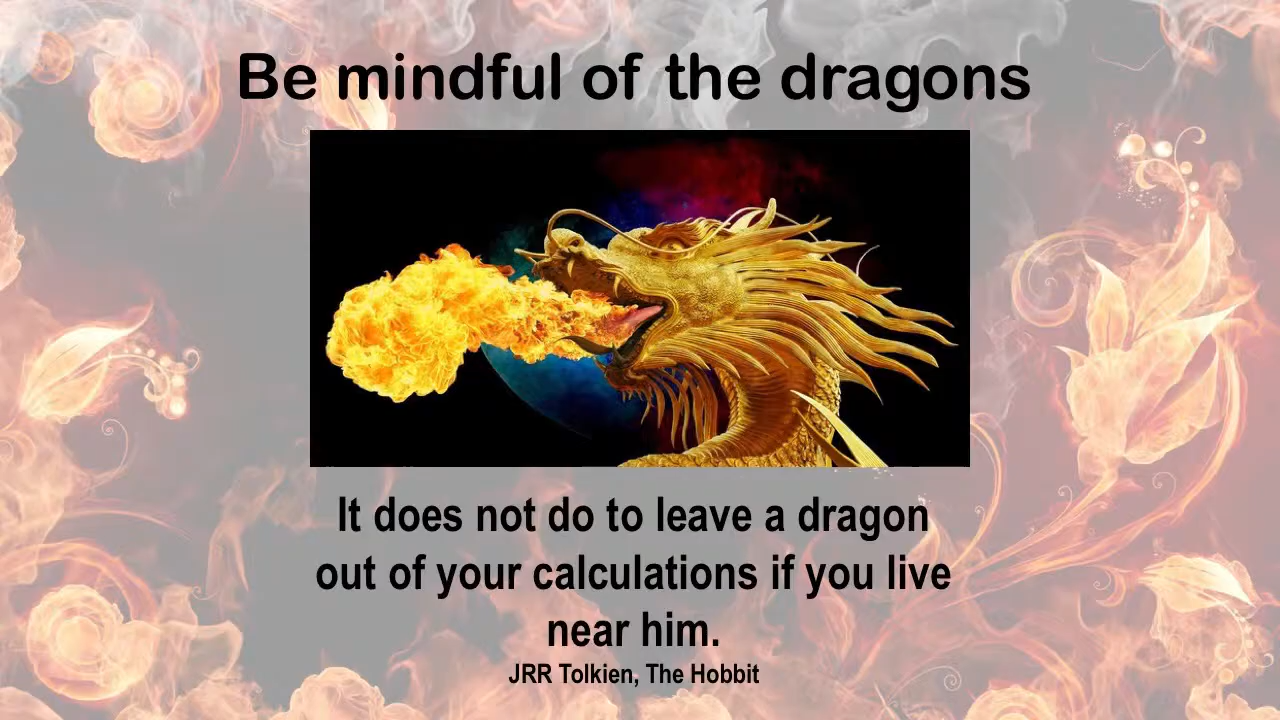 Be mindful of the dragons
It does not do to leave a dragon
out of your calculations if you live
near him.
JRR Tolkien, The Hobbit